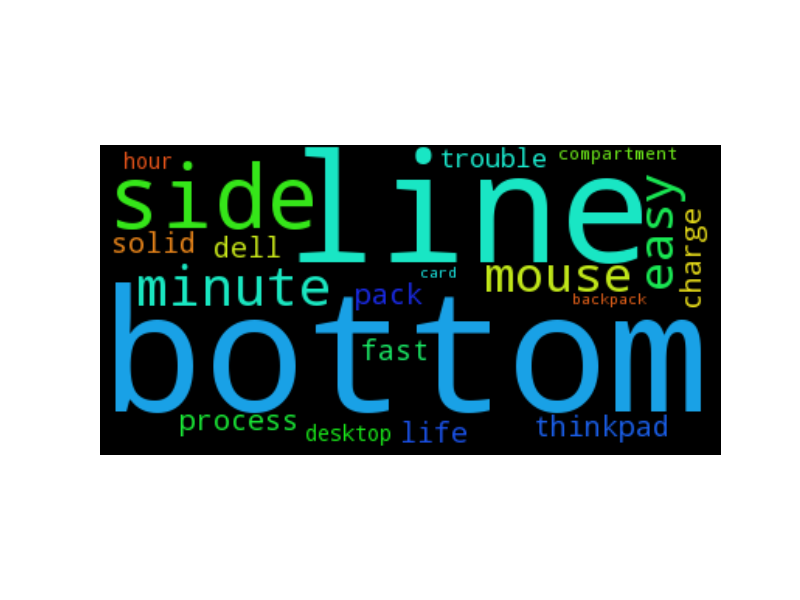 hour
trouble
compartment
side
line
easy
charge
solid
dell
minute
card
mouse
pack
backpack
bottom
fast
process
desktop
life
thinkpad